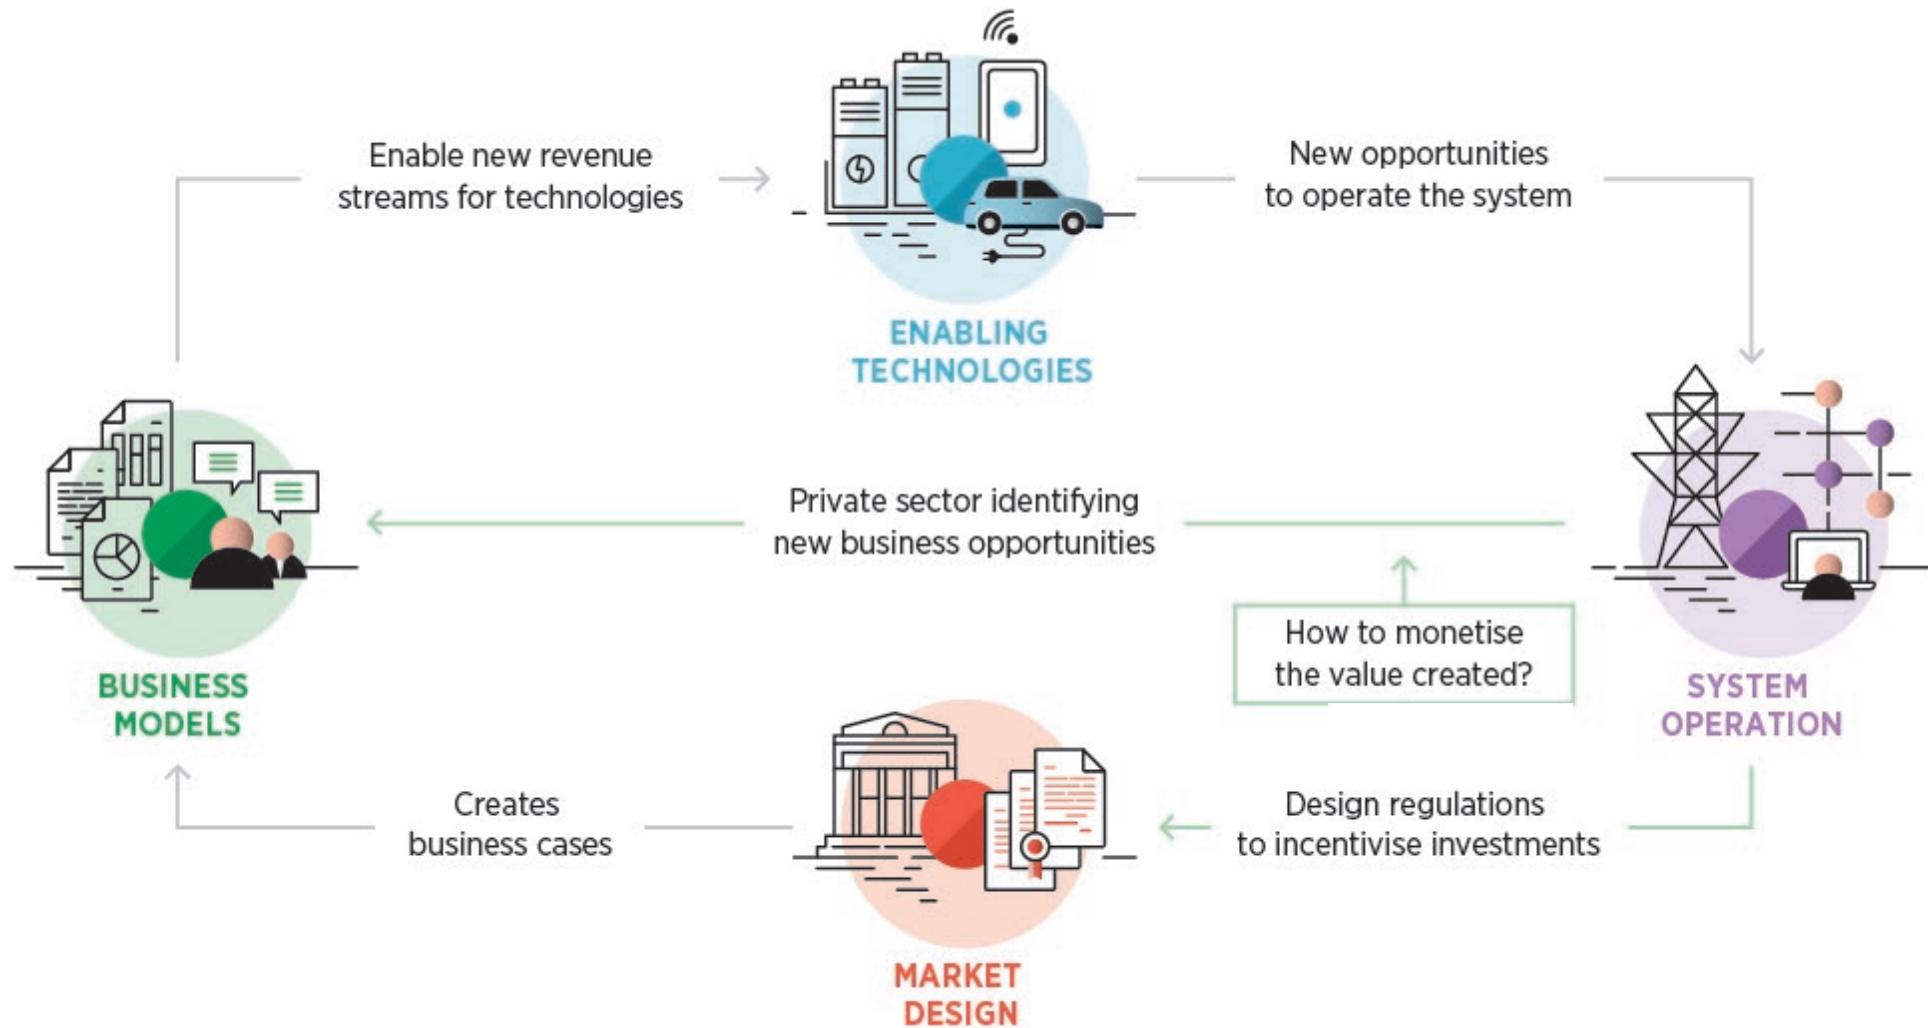 Enable new revenue
streams for technologies
New opportunities
to operate the system
ENABLING
TECHNOLOGIES
Private sector identifying
new business opportunities
How to monetise
the value created?
BUSINESS
MODELS
SYSTEM
OPERATION
Creates
business cases
Design regulations
to incentivise investments
MARKET
DESIGN